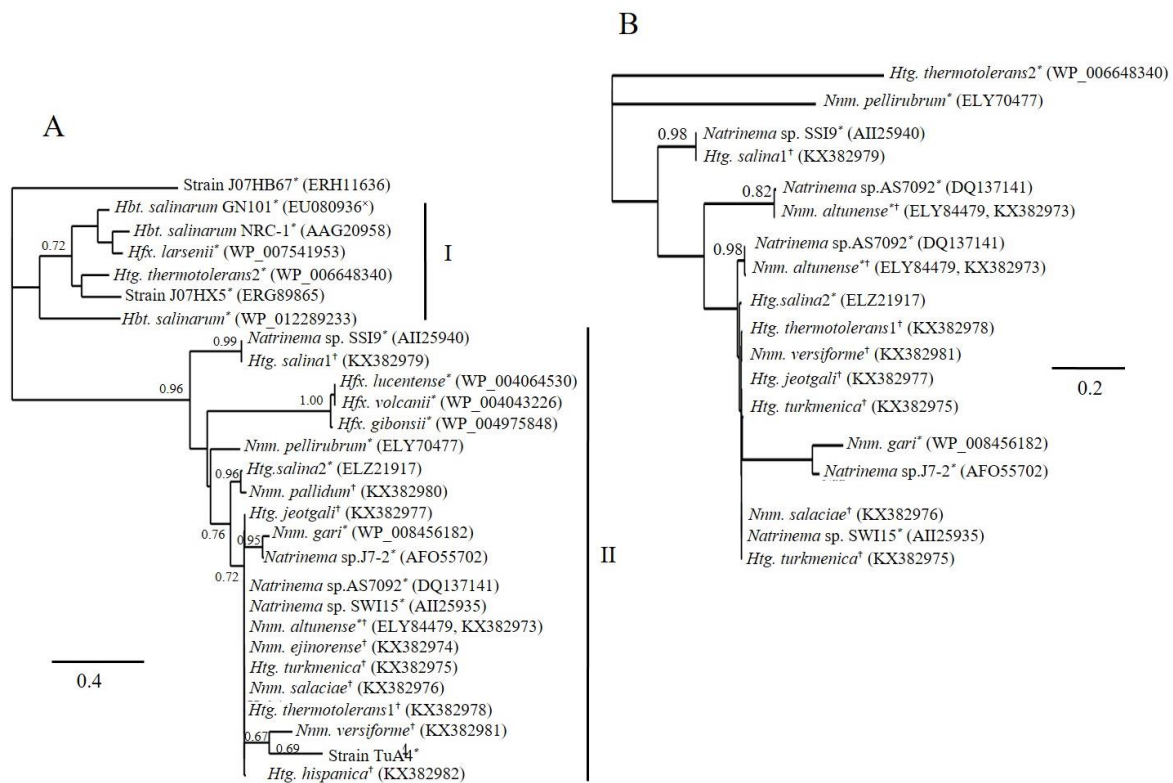 A
Strain J07HB67* (ERH11636)
Hbt. salinarum GN101* (EU080936×)
Hbt. salinarum NRC-1* (AAG20958)
0.72
Hfx. larsenii* (WP_007541953)
I
Htg. thermotolerans2* (WP_006648340)
Strain J07HX5* (ERG89865)
Hbt. salinarum* (WP_012289233)
Natrinema sp. SSI9* (AII25940)
0.99
Htg. salina1† (KX382979)
0.96
Hfx. lucentense* (WP_004064530)
1.00
Hfx. volcanii* (WP_004043226)
Hfx. gibonsii* (WP_004975848)
Nnm. pellirubrum* (ELY70477)
0.96
Htg.salina2* (ELZ21917)
Nnm. pallidum† (KX382980)
Htg. jeotgali† (KX382977)
0.76
Nnm. gari* (WP_008456182)
0.95
Natrinema sp.J7-2* (AFO55702)
II
0.72
Natrinema sp.AS7092* (DQ137141)
Natrinema sp. SWI15* (AII25935)
Nnm. altunense*† (ELY84479, KX382973)
Nnm. ejinorense† (KX382974)
Htg. turkmenica† (KX382975)
Nnm. salaciae† (KX382976)
Htg. thermotolerans1† (KX382978)
Nnm. versiforme† (KX382981)
0.67
0.69
Strain TuA4*
Htg. hispanica† (KX382982)
0.4
B
Htg. thermotolerans2* (WP_006648340)
Nnm. pellirubrum* (ELY70477)
0.98
Natrinema sp. SSI9* (AII25940)
Htg. salina1† (KX382979)
0.82
Natrinema sp.AS7092* (DQ137141)
Nnm. altunense*† (ELY84479, KX382973)
0.98
Natrinema sp.AS7092* (DQ137141)
Nnm. altunense*† (ELY84479, KX382973)
Htg.salina2* (ELZ21917)
Htg. thermotolerans1† (KX382978)
Nnm. versiforme† (KX382981)
Htg. jeotgali† (KX382977)
Htg. turkmenica† (KX382975)
0.2
Nnm. gari* (WP_008456182)
Natrinema sp.J7-2* (AFO55702)
Nnm. salaciae† (KX382976)
Natrinema sp. SWI15* (AII25935)
Htg. turkmenica† (KX382975)